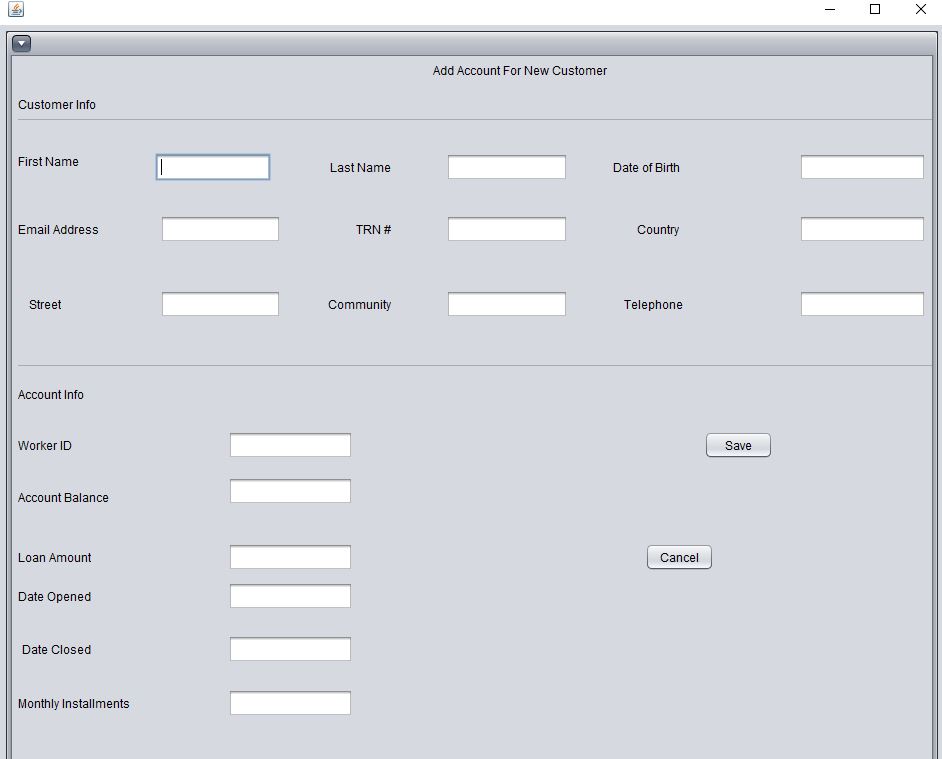 Add Account For New Customer
Customer Info
First Name Last Name Date of Birth
Email Address TRN # Country
Street Community Telephone
Account Info
Worker ID Save
Account Balance
Loan Amount Cancel
Date Opened
Date Closed
Monthly Installments